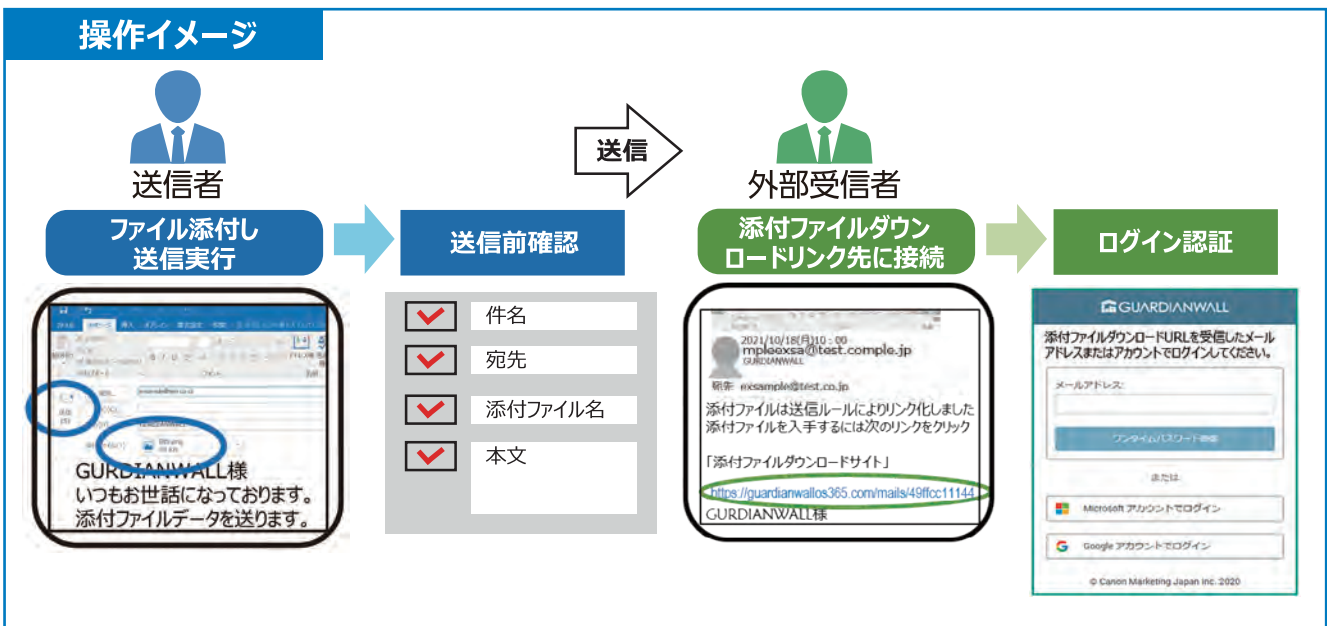 操作イメージ
送信者
送信
外部受信者
ファイル添付し
送信実行
送信前確認
添付ファイルダウン
ロードリンク先に接続
ログイン認証
GURDIANWALL様
いつもお世話になっております。
添付ファイルデータを送ります。
件名
宛先
添付ファイル名
本文
2021/10/18(月)10:00
mpleexsa@test.comple.jp
GURDIANWALL
宛先 exsample@test.co.jp
添付ファイルは送信ルールによりリンク化しました
添付ファイルを入手するには次のリンクをクリック
「添付ファイルダウンロードサイト」
https://guardianwallos365.com/mails/49ffcc11144
GURDIANWALL様
GUARDIANWALL
添付ファイルダウンロードURLを受信したメール
アドレスまたはアカウントでログインしてください。
メールアドレス:
ワンタイムパスワード
または
Microsoft アカウントでログイン
Google アカウントでログイン
© Canon Marketing Japan Inc. 2020